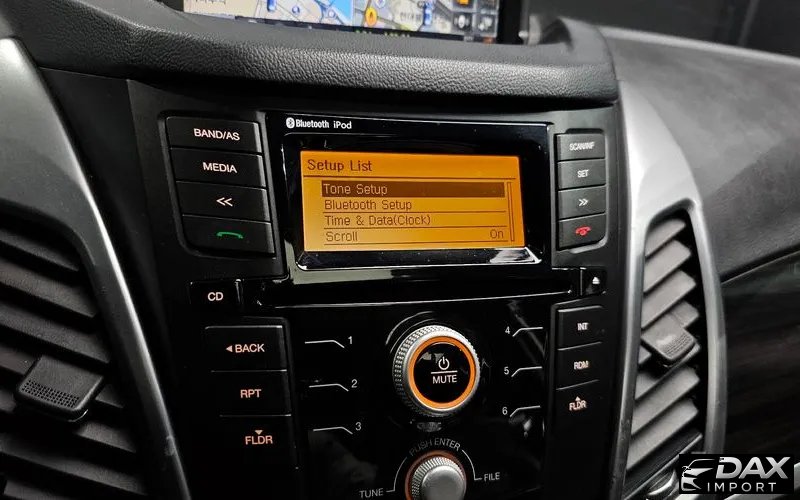 Bluetooth iPod
BAND/AS
MEDIA
<<
SCAN/INF
SET
>>
Setup List
Tone Setup
Bluetooth Setup
Time & Data(Clock)
Scroll On
CD
BACK
RPT
FLDR
1
2
3
MUTE
4
5
6
INT
RDM
FLDR
PUSH ENTER
TUNE
FILE
DAX
IMPORT